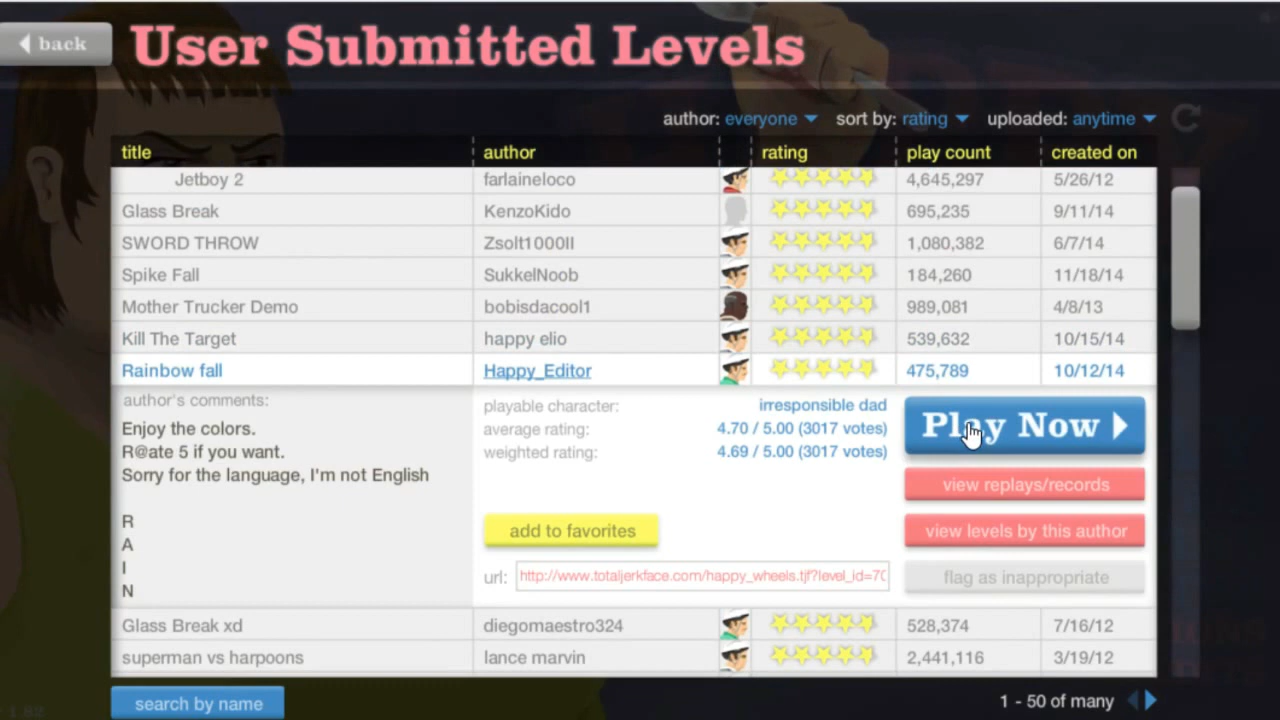 back
User Submitted Levels
author: everyone sort by: rating uploaded: anytime
title author rating play count created on
Jetboy 2 farlaineloco 4,645,297 5/26/12
Glass Break KenzoKido 695,235 9/11/14
SWORD THROW Zsolt1000II 1,080,382 6/7/14
Spike Fall SukkelNoob 184,260 11/18/14
Mother Trucker Demo bobisdacool1 989,081 4/8/13
Kill The Target happy elio 539,632 10/15/14
Rainbow fall Happy_Editor 475,789 10/12/14
author's comments:
Enjoy the colors.
R@ate 5 if you want.
Sorry for the language, I'm not English
R
A
I
N
playable character: irresponsible dad
average rating: 4.70 / 5.00 (3017 votes)
weighted rating: 4.69 / 5.00 (3017 votes)
add to favorites
url: http://www.totaljerkface.com/happy_wheels.tjf?level_id=70
Play Now
view replays/records
view levels by this author
flag as inappropriate
Glass Break xd diegomaestro324 528,374 7/16/12
superman vs harpoons lance marvin 2,441,116 3/19/12
search by name
1 - 50 of many